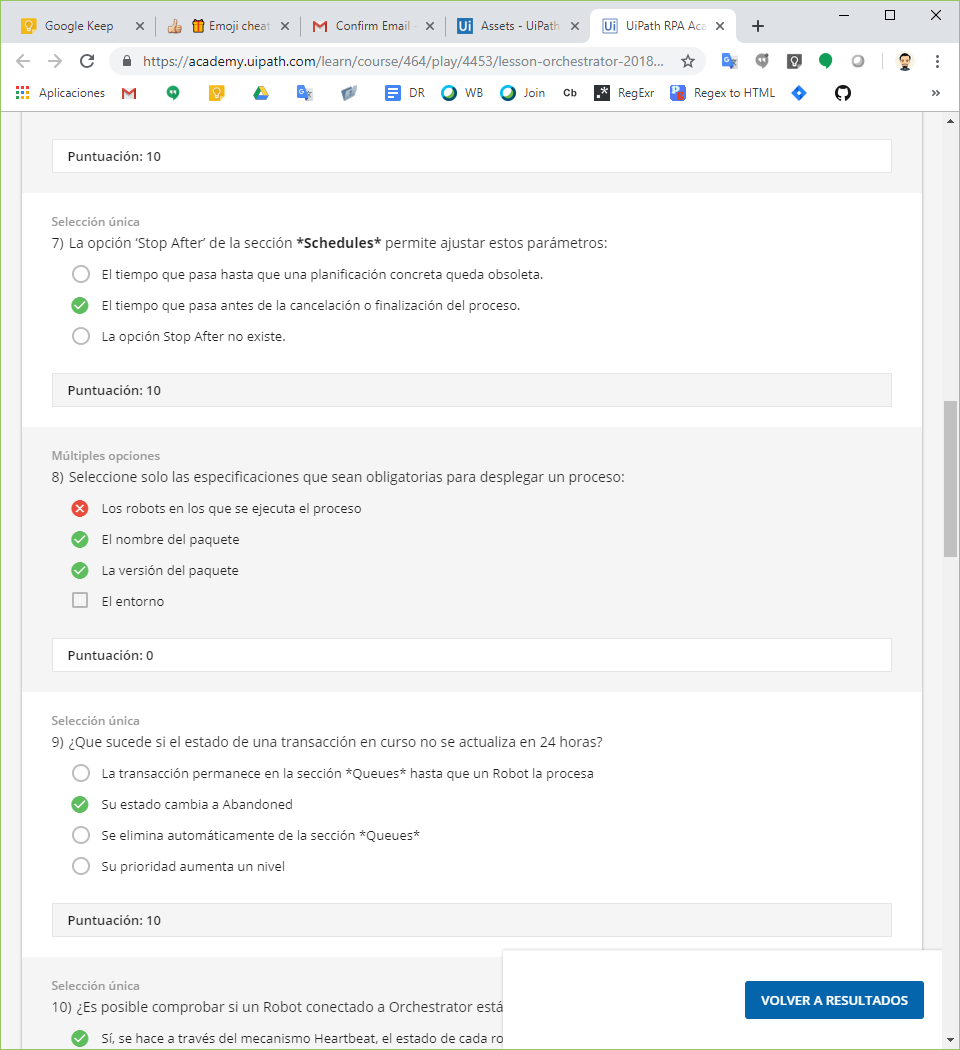 Google Keep
Emoji cheat
Confirm Email
Assets - UiPath
UiPath RPA Aca
https://academy.uipath.com/learn/course/464/play/4453/lesson-orchestrator-2018...
Aplicaciones
DR
WB
Join
Cb
RegExr
Regex to HTML
»
Puntuación: 10
Selección única
7) La opción ‘Stop After’ de la sección *Schedules* permite ajustar estos parámetros:
El tiempo que pasa hasta que una planificación concreta queda obsoleta.
El tiempo que pasa antes de la cancelación o finalización del proceso.
La opción Stop After no existe.
Puntuación: 10
Múltiples opciones
8) Seleccione solo las especificaciones que sean obligatorias para desplegar un proceso:
Los robots en los que se ejecuta el proceso
El nombre del paquete
La versión del paquete
El entorno
Puntuación: 0
Selección única
9) ¿Que sucede si el estado de una transacción en curso no se actualiza en 24 horas?
La transacción permanece en la sección *Queues* hasta que un Robot la procesa
Su estado cambia a Abandoned
Se elimina automáticamente de la sección *Queues*
Su prioridad aumenta un nivel
Puntuación: 10
Selección única
10) ¿Es posible comprobar si un Robot conectado a Orchestrator está
Sí, se hace a través del mecanismo Heartbeat, el estado de cada ro
VOLVER A RESULTADOS